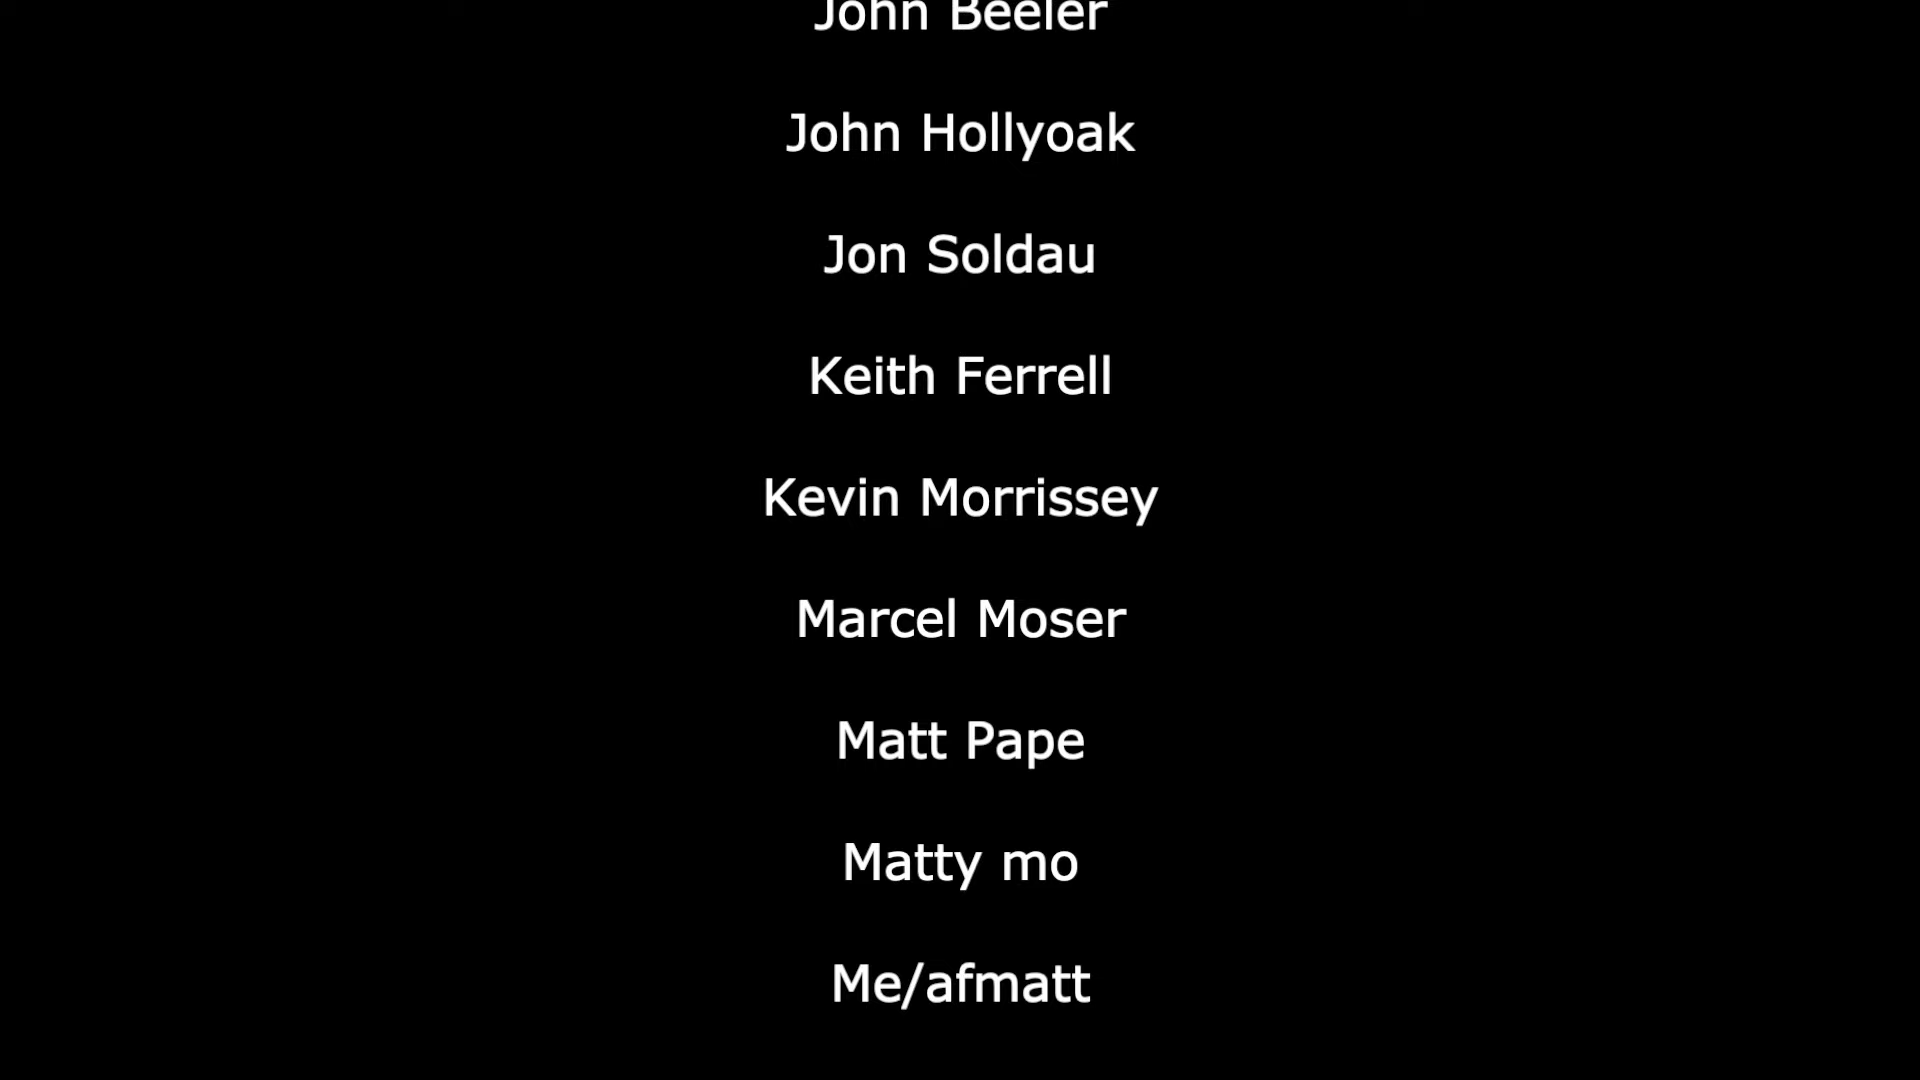 John Beeler
John Hollyoak
Jon Soldau
Keith Ferrell
Kevin Morrissey
Marcel Moser
Matt Pape
Matty mo
Me/afmatt